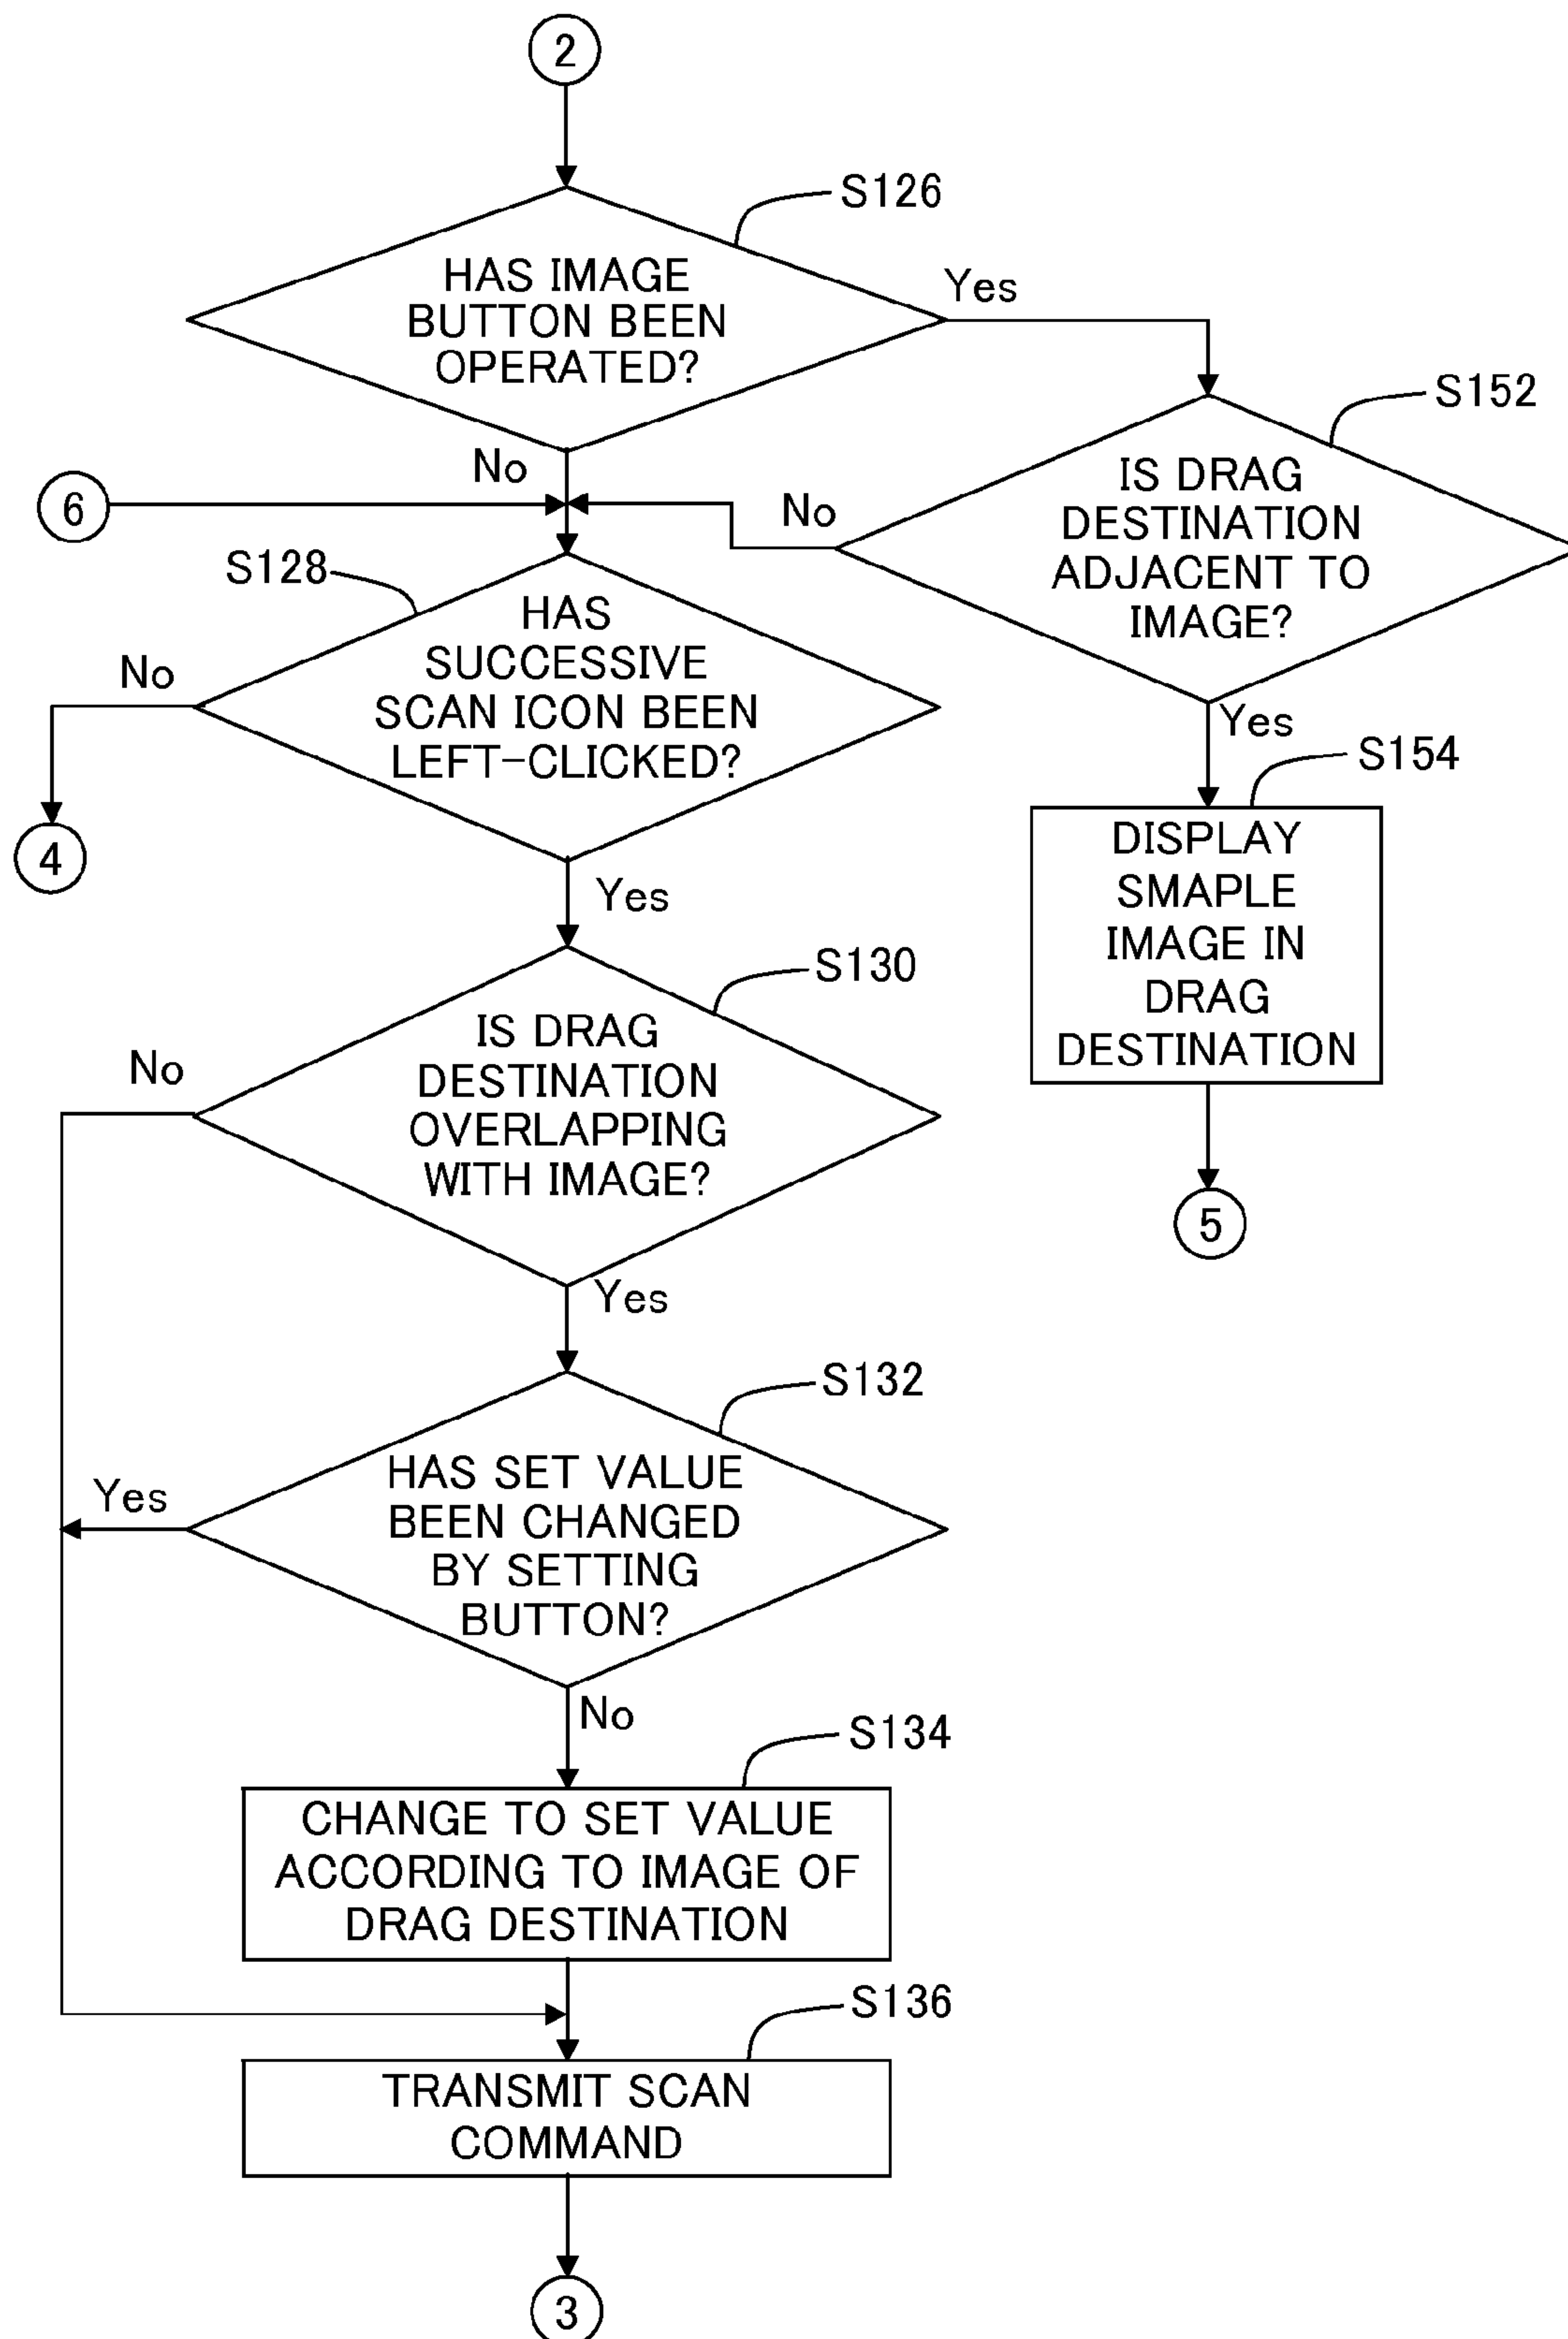 2
S126
HAS IMAGE
BUTTON BEEN
OPERATED?
Yes
No
S152
IS DRAG
DESTINATION
ADJACENT TO
IMAGE?
No
Yes
6
S128
HAS
SUCCESSIVE
SCAN ICON BEEN
LEFT-CLICKED?
No
4
Yes
S154
DISPLAY
SMAPLE
IMAGE IN
DRAG
DESTINATION
5
S130
IS DRAG
DESTINATION
OVERLAPPING
WITH IMAGE?
No
Yes
S132
HAS SET VALUE
BEEN CHANGED
BY SETTING
BUTTON?
Yes
No
S134
CHANGE TO SET VALUE
ACCORDING TO IMAGE OF
DRAG DESTINATION
S136
TRANSMIT SCAN
COMMAND
3